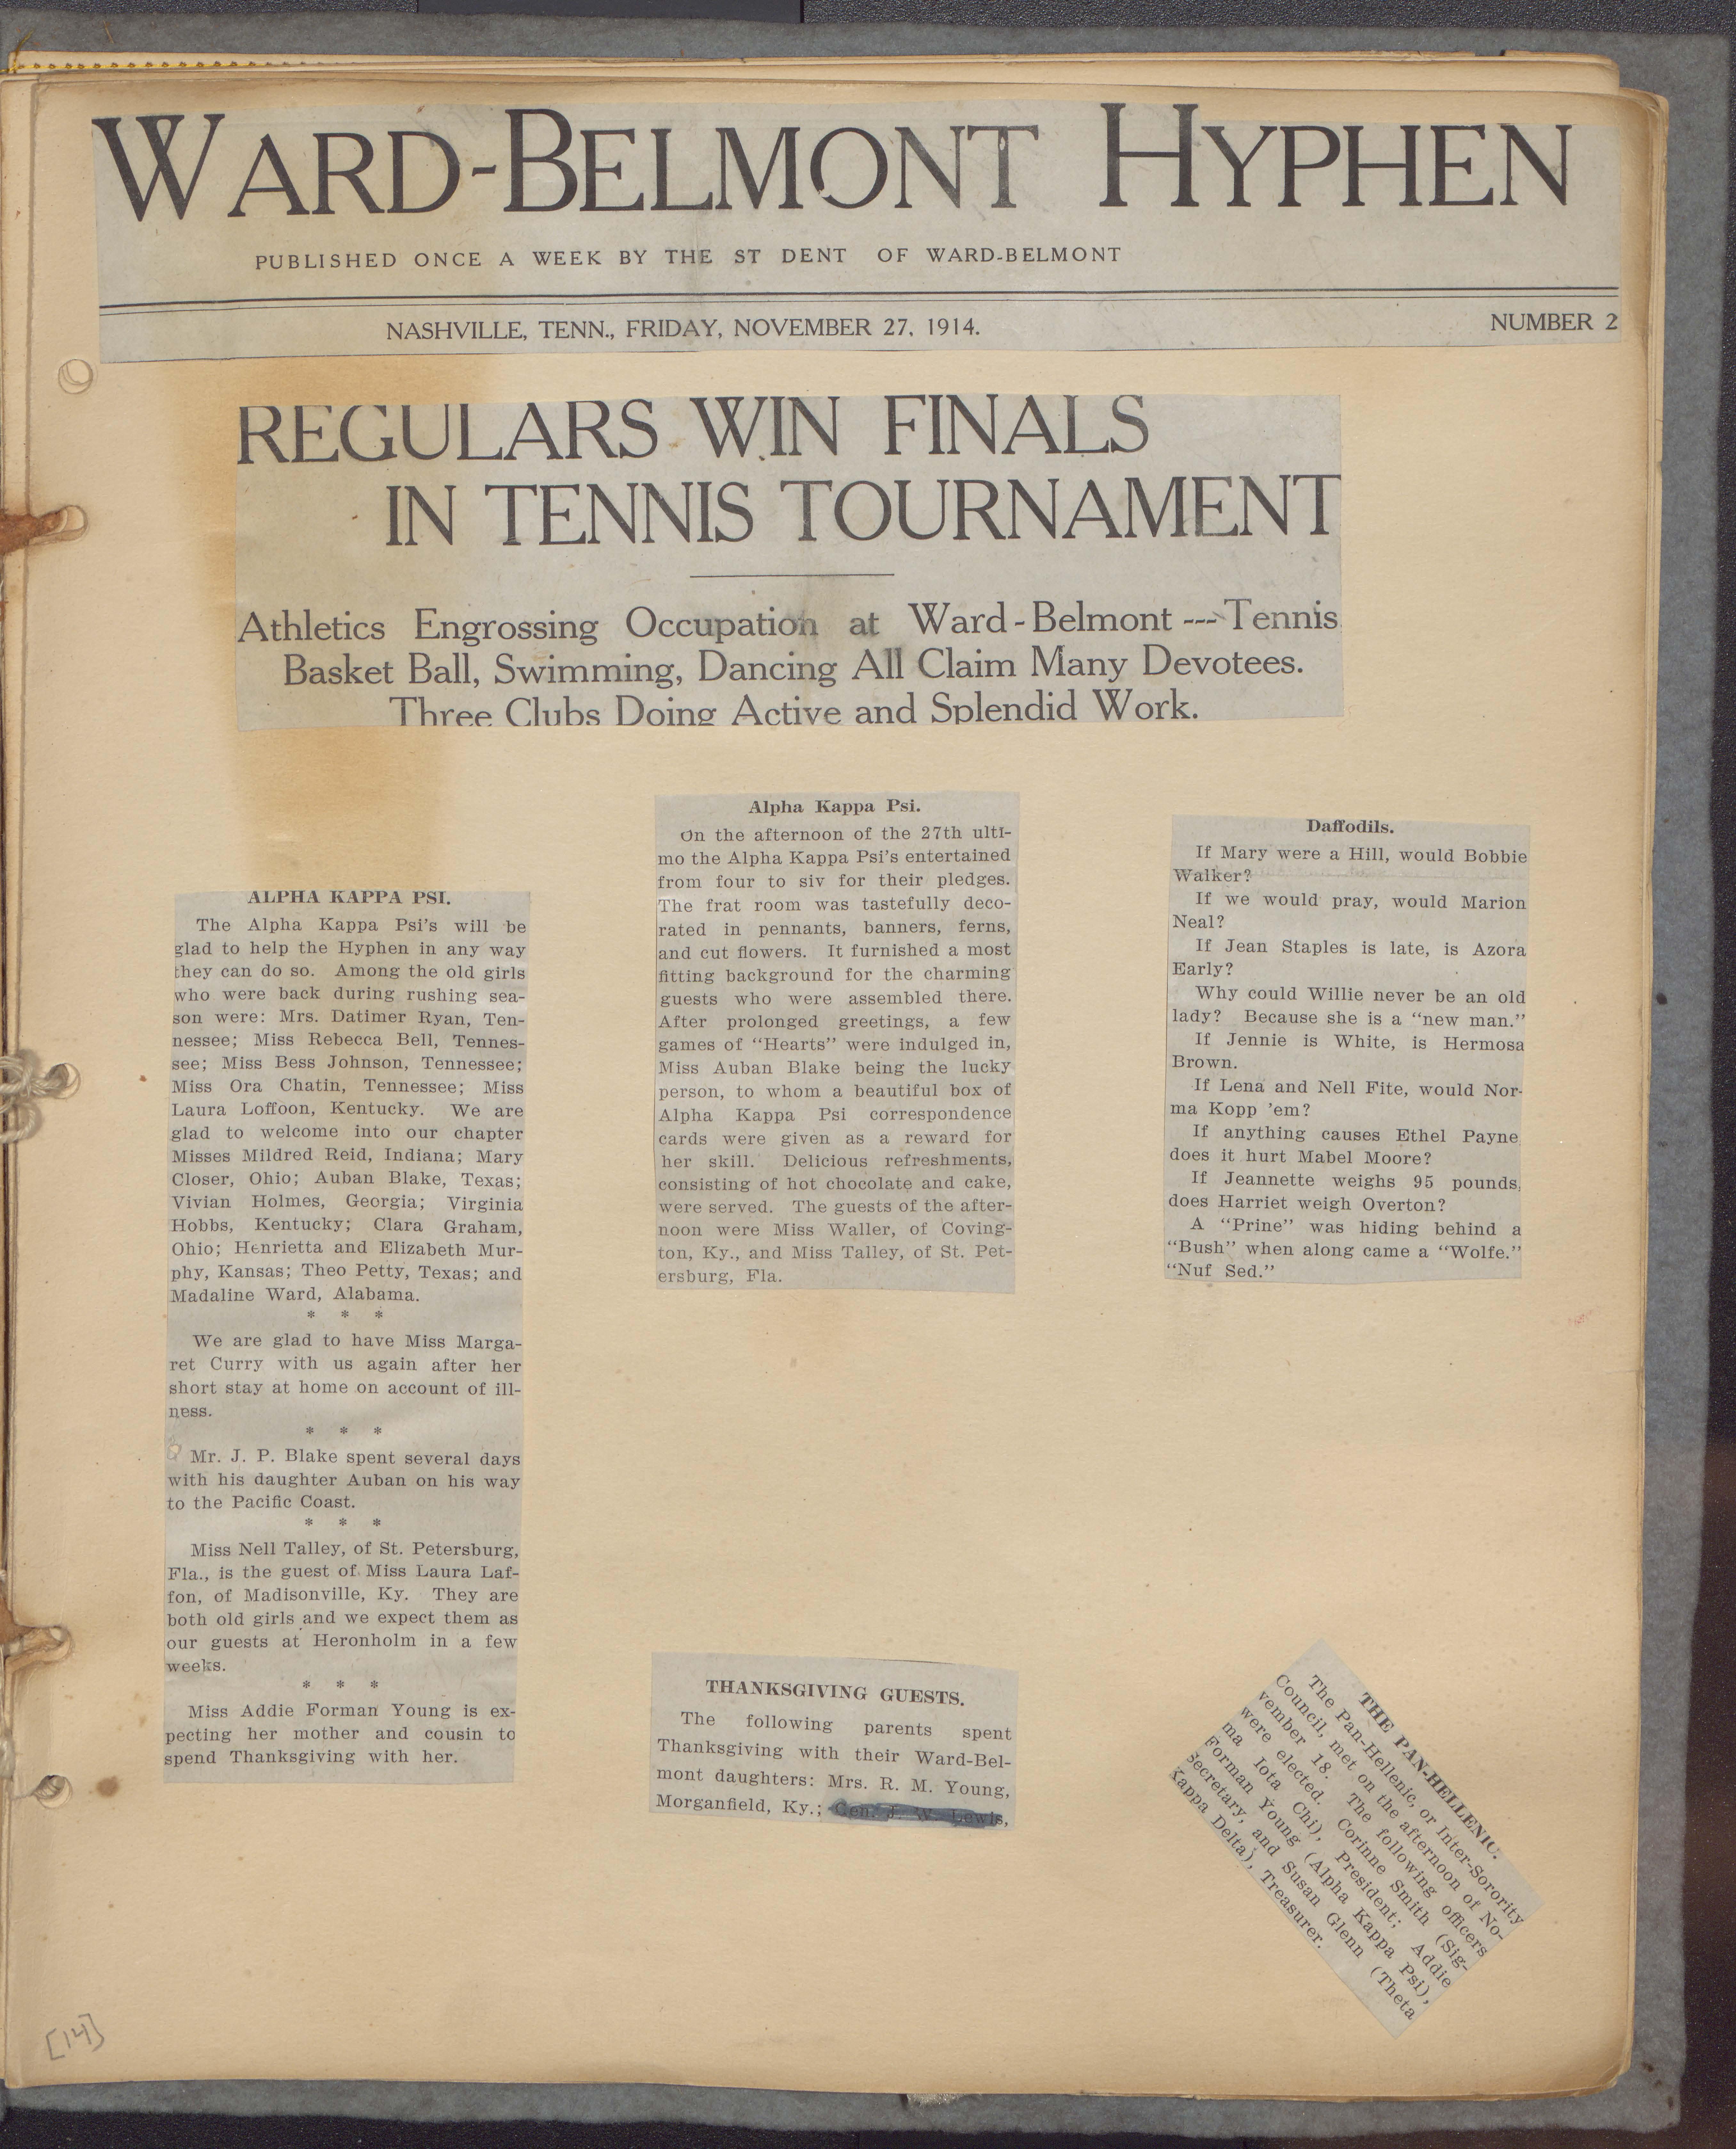 WARD-BELMONT HYPHEN
PUBLISHED ONCE A WEEK BY THE ST DENT OF WARD-BELMONT
NASHVILLE, TENN., FRIDAY, NOVEMBER 27, 1914.
NUMBER 2
REGULARS WIN FINALS
IN TENNIS TOURNAMENT
Athletics Engrossing Occupation at Ward-Belmont --- Tennis
Basket Ball, Swimming, Dancing All Claim Many Devotees.
Three Clubs Doing Active and Splendid Work.
ALPHA KAPPA PSI.
The Alpha Kappa Psi's will be
glad to help the Hyphen in any way
they can do so. Among the old girls
who were back during rushing sea-
son were: Mrs. Datimer Ryan, Ten-
nessee; Miss Rebecca Bell, Tennes-
see; Miss Bess Johnson, Tennessee;
Miss Ora Chatin, Tennessee; Miss
Laura Loffoon, Kentucky. We are
glad to welcome into our chapter
Misses Mildred Reid, Indiana; Mary
Closer, Ohio; Auban Blake, Texas;
Vivian Holmes, Georgia; Virginia
Hobbs, Kentucky; Clara Graham,
Ohio; Henrietta and Elizabeth Mur-
phy, Kansas; Theo Petty, Texas; and
Madaline Ward, Alabama.
* * *
We are glad to have Miss Marga-
ret Curry with us again after her
short stay at home on account of ill-
ness.
* * *
Mr. J. P. Blake spent several days
with his daughter Auban on his way
to the Pacific Coast.
* * *
Miss Nell Talley, of St. Petersburg,
Fla., is the guest of Miss Laura Laf-
fon, of Madisonville, Ky. They are
both old girls and we expect them as
our guests at Heronholm in a few
weeks.
* * *
Miss Addie Forman Young is ex-
pecting her mother and cousin to
spend Thanksgiving with her.
Alpha Kappa Psi.
On the afternoon of the 27th ulti-
mo the Alpha Kappa Psi's entertained
from four to siv for their pledges.
The frat room was tastefully deco-
rated in pennants, banners, ferns,
and cut flowers. It furnished a most
fitting background for the charming
guests who were assembled there.
After prolonged greetings, a few
games of "Hearts" were indulged in,
Miss Auban Blake being the lucky
person, to whom a beautiful box of
Alpha Kappa Psi correspondence
cards were given as a reward for
her skill. Delicious refreshments,
consisting of hot chocolate and cake,
were served. The guests of the after-
noon were Miss Waller, of Coving-
ton, Ky., and Miss Talley, of St. Pet-
ersburg, Fla.
Daffodils.
If Mary were a Hill, would Bobbie
Walker?
If we would pray, would Marion
Neal?
If Jean Staples is late, is Azora
Early?
Why could Willie never be an old
lady? Because she is a "new man."
If Jennie is White, is Hermosa
Brown.
If Lena and Nell Fite, would Nor-
ma Kopp 'em?
If anything causes Ethel Payne
does it hurt Mabel Moore?
If Jeannette weighs 95 pounds,
does Harriet weigh Overton?
A "Prine" was hiding behind a
"Bush" when along came a "Wolfe."
"Nuf Sed."
THANKSGIVING GUESTS.
The following parents spent
Thanksgiving with their Ward-Bel-
mont daughters: Mrs. R. M. Young,
Morganfield, Ky.; Gen. J. W. Lewis,
THE PAN-HELLENIC.
The Pan-Hellenic, or Inter-Sorority
Council, met on the afternoon of No-
vember 18. The following officers
were elected. Corinne Smith (Sig-
ma Iota Chi), President; Addie
Forman Young (Alpha Kappa Psi),
Secretary, and Susan Glenn (Theta
Kappa Delta), Treasurer.
[14]